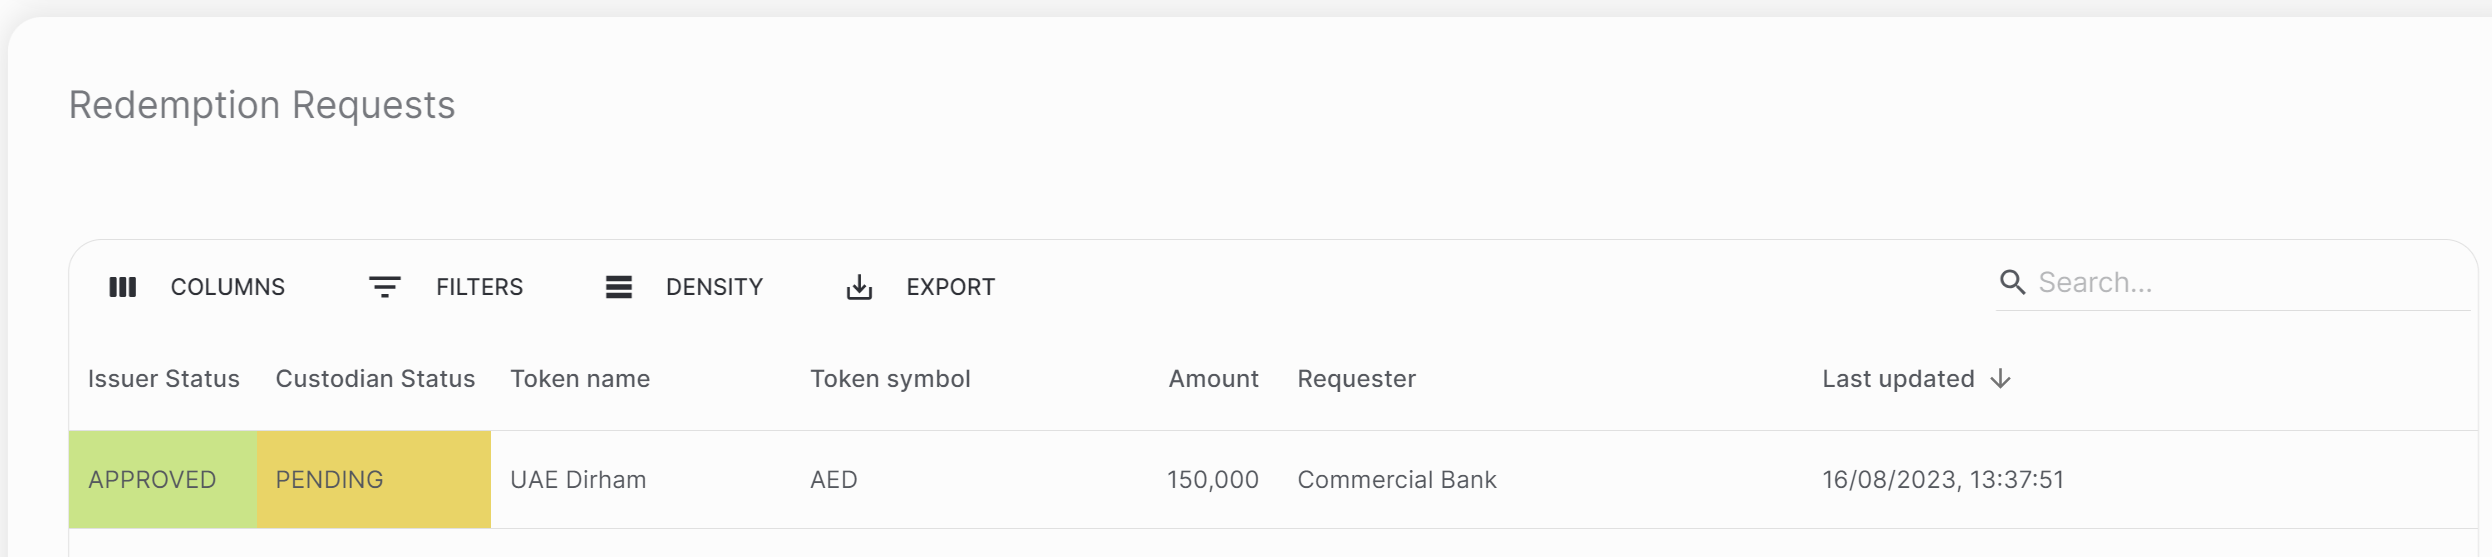 Redemption Requests
COLUMNS FILTERS DENSITY EXPORT Search...
Issuer Status Custodian Status Token name Token symbol Amount Requester Last updated
APPROVED PENDING UAE Dirham AED 150,000 Commercial Bank 16/08/2023, 13:37:51